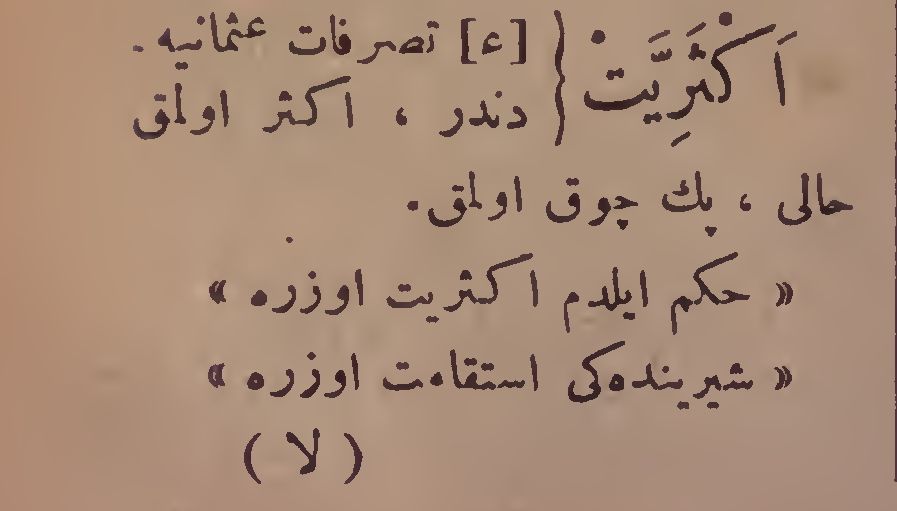 اَكْثَرِيَّت { [ع] تصرفات عثمانيه .
دندر ، اكثر اولمق
حالى ، پك چوق اولمق .
« حكم ايلدم اكثريت اوزره »
« شيرينده‌كى استقامت اوزره »
( لا )